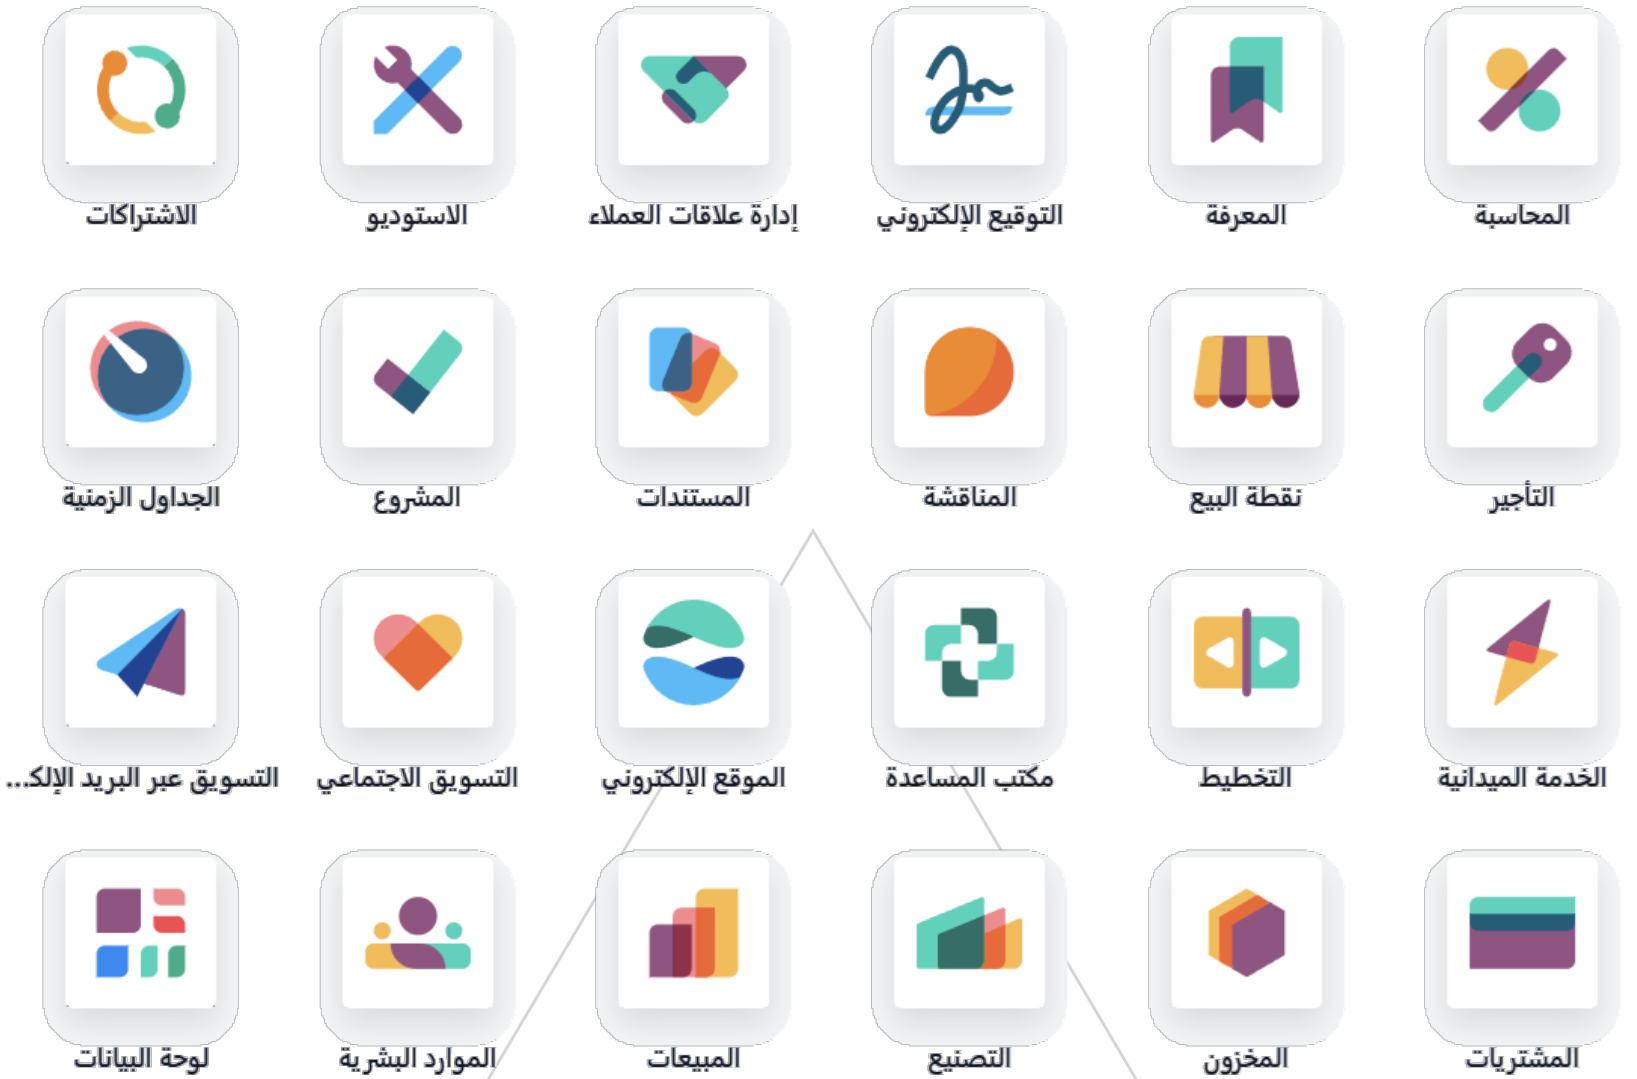 المحاسبة
المعرفة
التوقيع الإلكتروني
إدارة علاقات العملاء
الاستوديو
الاشتراكات
التأجير
نقطة البيع
المناقشة
المستندات
المشروع
الجداول الزمنية
الخدمة الميدانية
التخطيط
مكتب المساعدة
الموقع الإلكتروني
التسويق الاجتماعي
التسويق عبر البريد الإلكـ...
المشتريات
المخزون
التصنيع
المبيعات
الموارد البشرية
لوحة البيانات